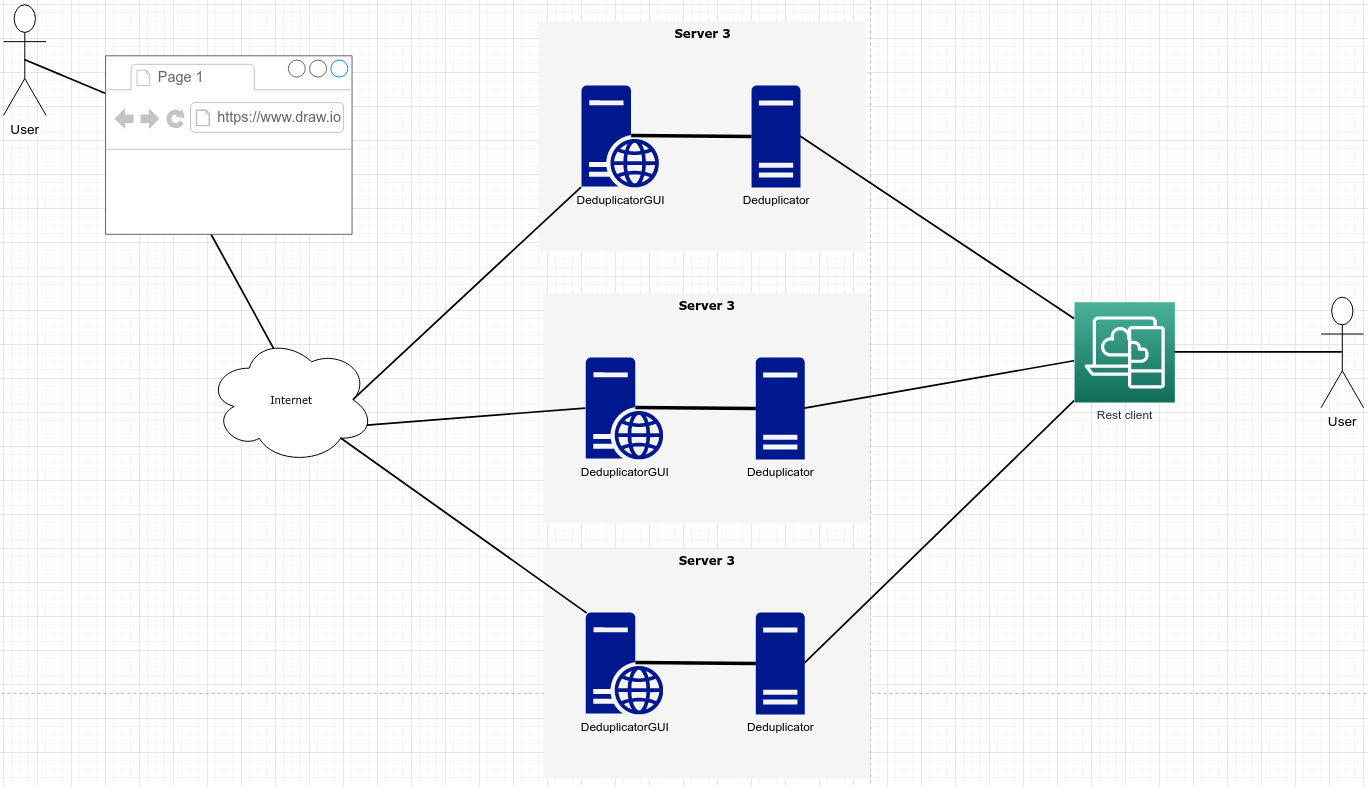 User
Page 1
https://www.draw.io
Internet
Server 3
DeduplicatorGUI
Deduplicator
Server 3
DeduplicatorGUI
Deduplicator
Server 3
DeduplicatorGUI
Deduplicator
Rest client
User